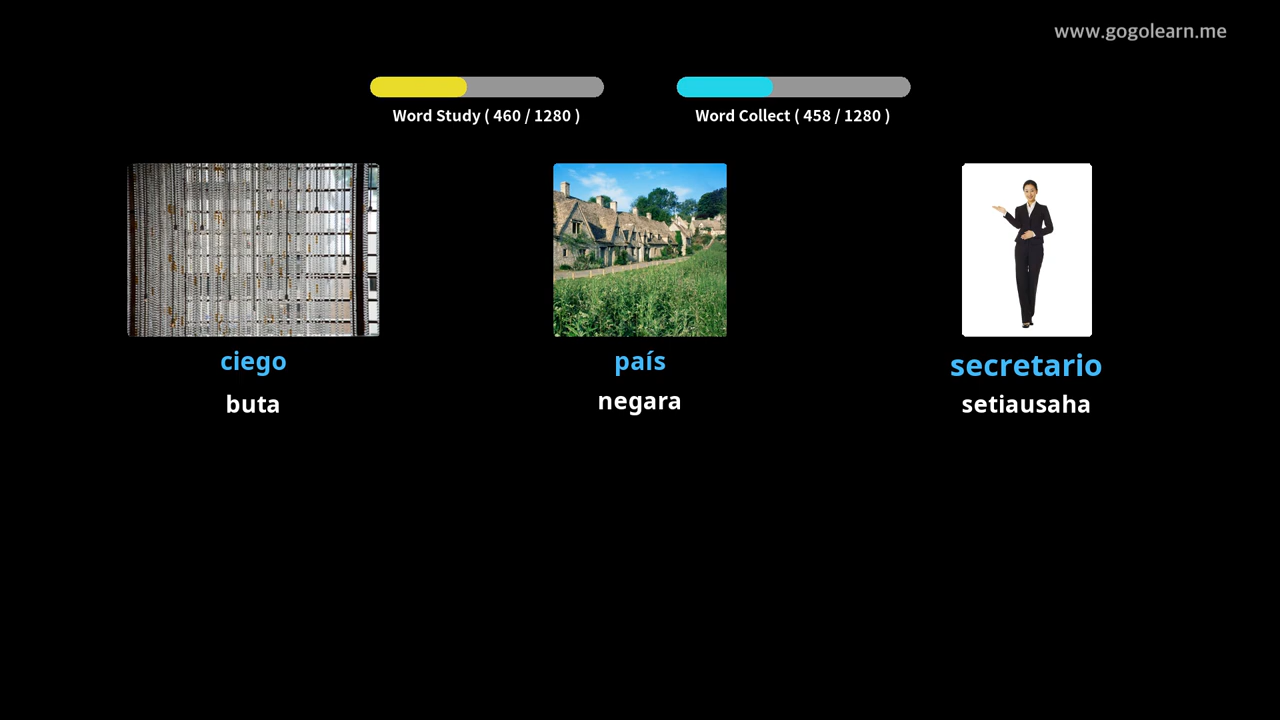 www.gogolearn.me
Word Study ( 460 / 1280 )
Word Collect ( 458 / 1280 )
ciego
buta
país
negara
secretario
setiausaha